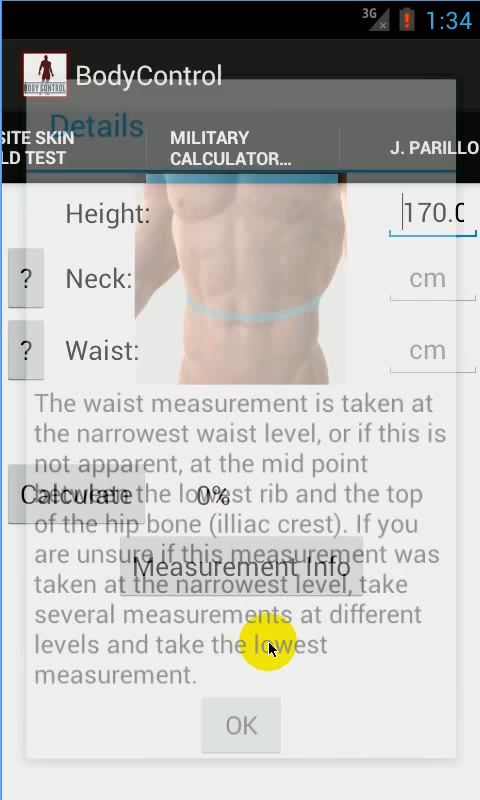 3G
1:34
BODY CONTROL
BodyControl
Details
SITE SKIN
LD TEST
MILITARY
CALCULATOR...
J. PARILLO
Height:
170.0
?
Neck:
cm
?
Waist:
cm
The waist measurement is taken at
the narrowest waist level, or if this is
not apparent, at the mid point
between the lowest rib and the top
of the hip bone (illiac crest). If you
are unsure if this measurement was
taken at the narrowest level, take
several measurements at different
levels and take the lowest
measurement.
Calculate
0%
Measurement Info
OK